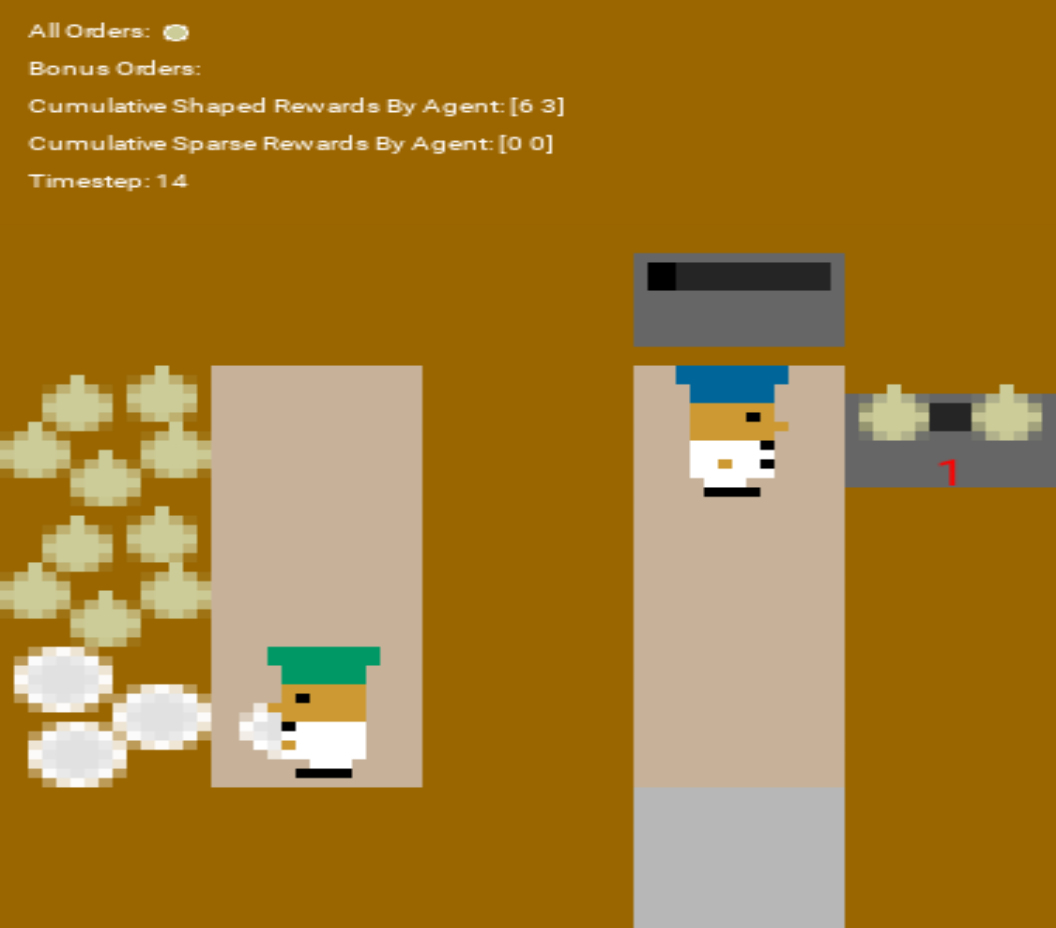 All Orders:
Bonus Orders:
Cumulative Shaped Rewards By Agent: [6 3]
Cumulative Sparse Rewards By Agent: [0 0]
Timestep: 14
1